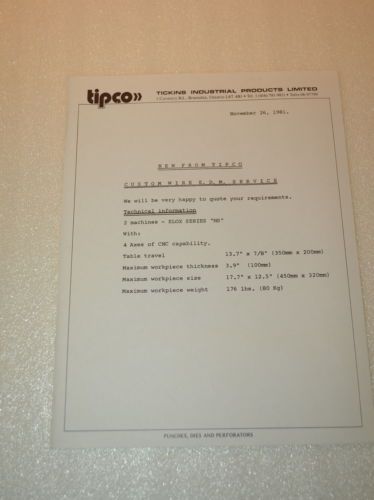 tipco»
TICKINS INDUSTRIAL PRODUCTS LIMITED
November 26, 1981.
NEW FROM TIPCO
CUSTOM WIRE E.D.M. SERVICE
We will be very happy to quote your requirements.
Technical information
2 machines - ELOX SERIES "HB"
With:
4 Axes of CNC capability.
Table travel 13.7" x 7/8" (350mm x 200mm)
Maximum workpiece thickness 3.9" (100mm)
Maximum workpiece size 17.7" x 12.5" (450mm x 320mm)
Maximum workpiece weight 176 lbs. (80 Kg)
PUNCHES, DIES AND PERFORATORS